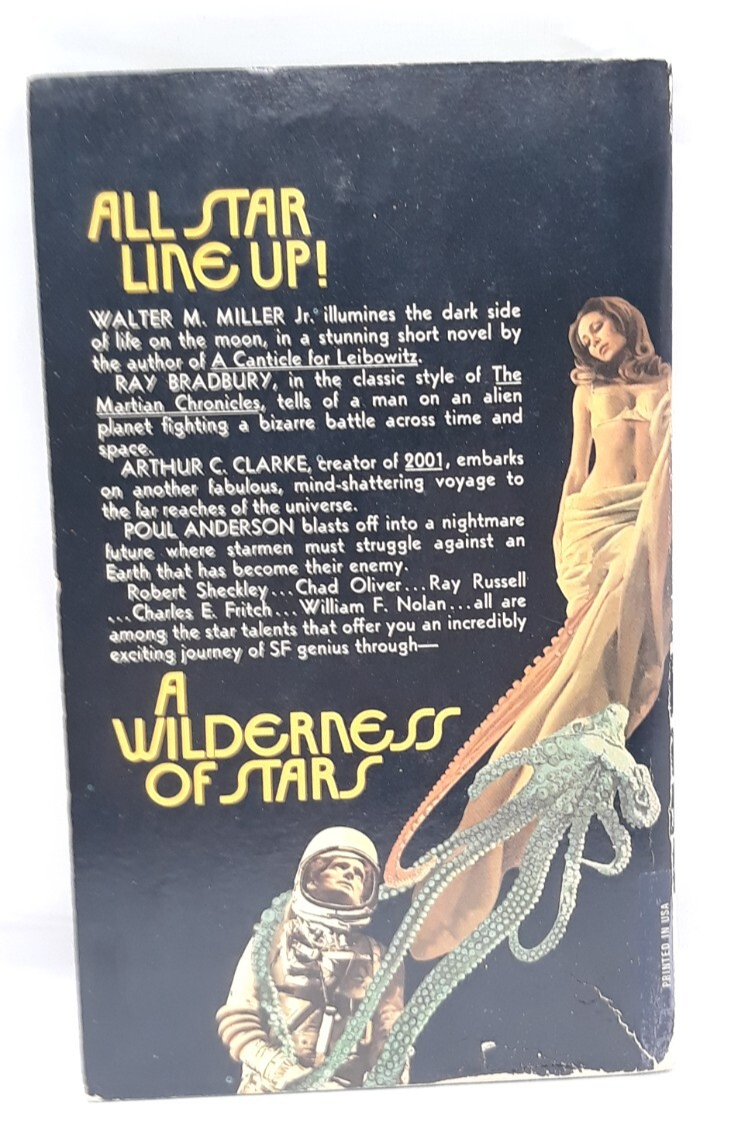 ALL STAR
LINE UP!
WALTER M. MILLER Jr. illumines the dark side
of life on the moon, in a stunning short novel by
the author of A Canticle for Leibowitz.
RAY BRADBURY, in the classic style of The
Martian Chronicles, tells of a man on an alien
planet fighting a bizarre battle across time and
space.
ARTHUR C. CLARKE, creator of 2001, embarks
on another fabulous, mind-shattering voyage to
the far reaches of the universe.
POUL ANDERSON blasts off into a nightmare
future where starmen must struggle against an
Earth that has become their enemy.
Robert Sheckley...Chad Oliver...Ray Russell
...Charles E. Fritch...William F. Nolan...all are
among the star talents that offer you an incredibly
exciting journey of SF genius through—
A
WILDERNESS
OF STARS
PRINTED IN USA